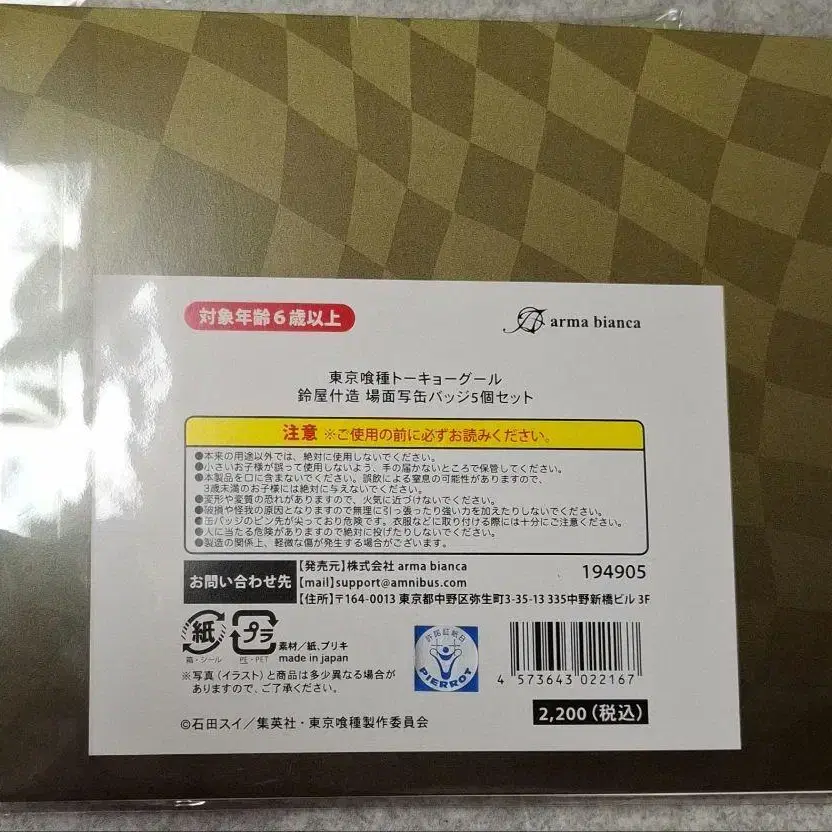 対象年齢6歳以上
arma bianca
東京喰種トーキョーグール
鈴屋什造 場面写缶バッジ5個セット
注意 ※ご使用の前に必ずお読みください。
●本来の用途以外では、絶対に使用しないでください。
●小さいお子様が誤って使用しないよう、手の届かないところで保管してください。
●本製品を口に含まないでください。誤飲による窒息の可能性がありますので、
3歳未満のお子様には絶対に与えないでください。
●変形や変質の恐れがありますので、火気に近づけないでください。
●破損や怪我の原因となりますので無理に引っ張ったり強い力を加えたりしないでください。
●缶バッジのピン先が尖っており危険です。衣服などに取り付ける際には十分にご注意ください。
●人に当たる危険がありますので絶対に投げたりしないでください。
●製造の関係上、軽微な傷が発生する場合がございます。
お問い合わせ先
【発売元】株式会社 arma bianca
【mail】support@amnibus.com
【住所】〒164-0013 東京都中野区弥生町3-35-13 335中野新橋ビル 3F
194905
紙
箱・シール
プラ
PE・PET
素材/紙、ブリキ
made in japan
※写真(イラスト)と商品は多少異なる場合が
ありますので、ご了承ください。
許諾証紙
PIERROT
4 573643 022167
2,200(税込)
©石田スイ/集英社・東京喰種製作委員会